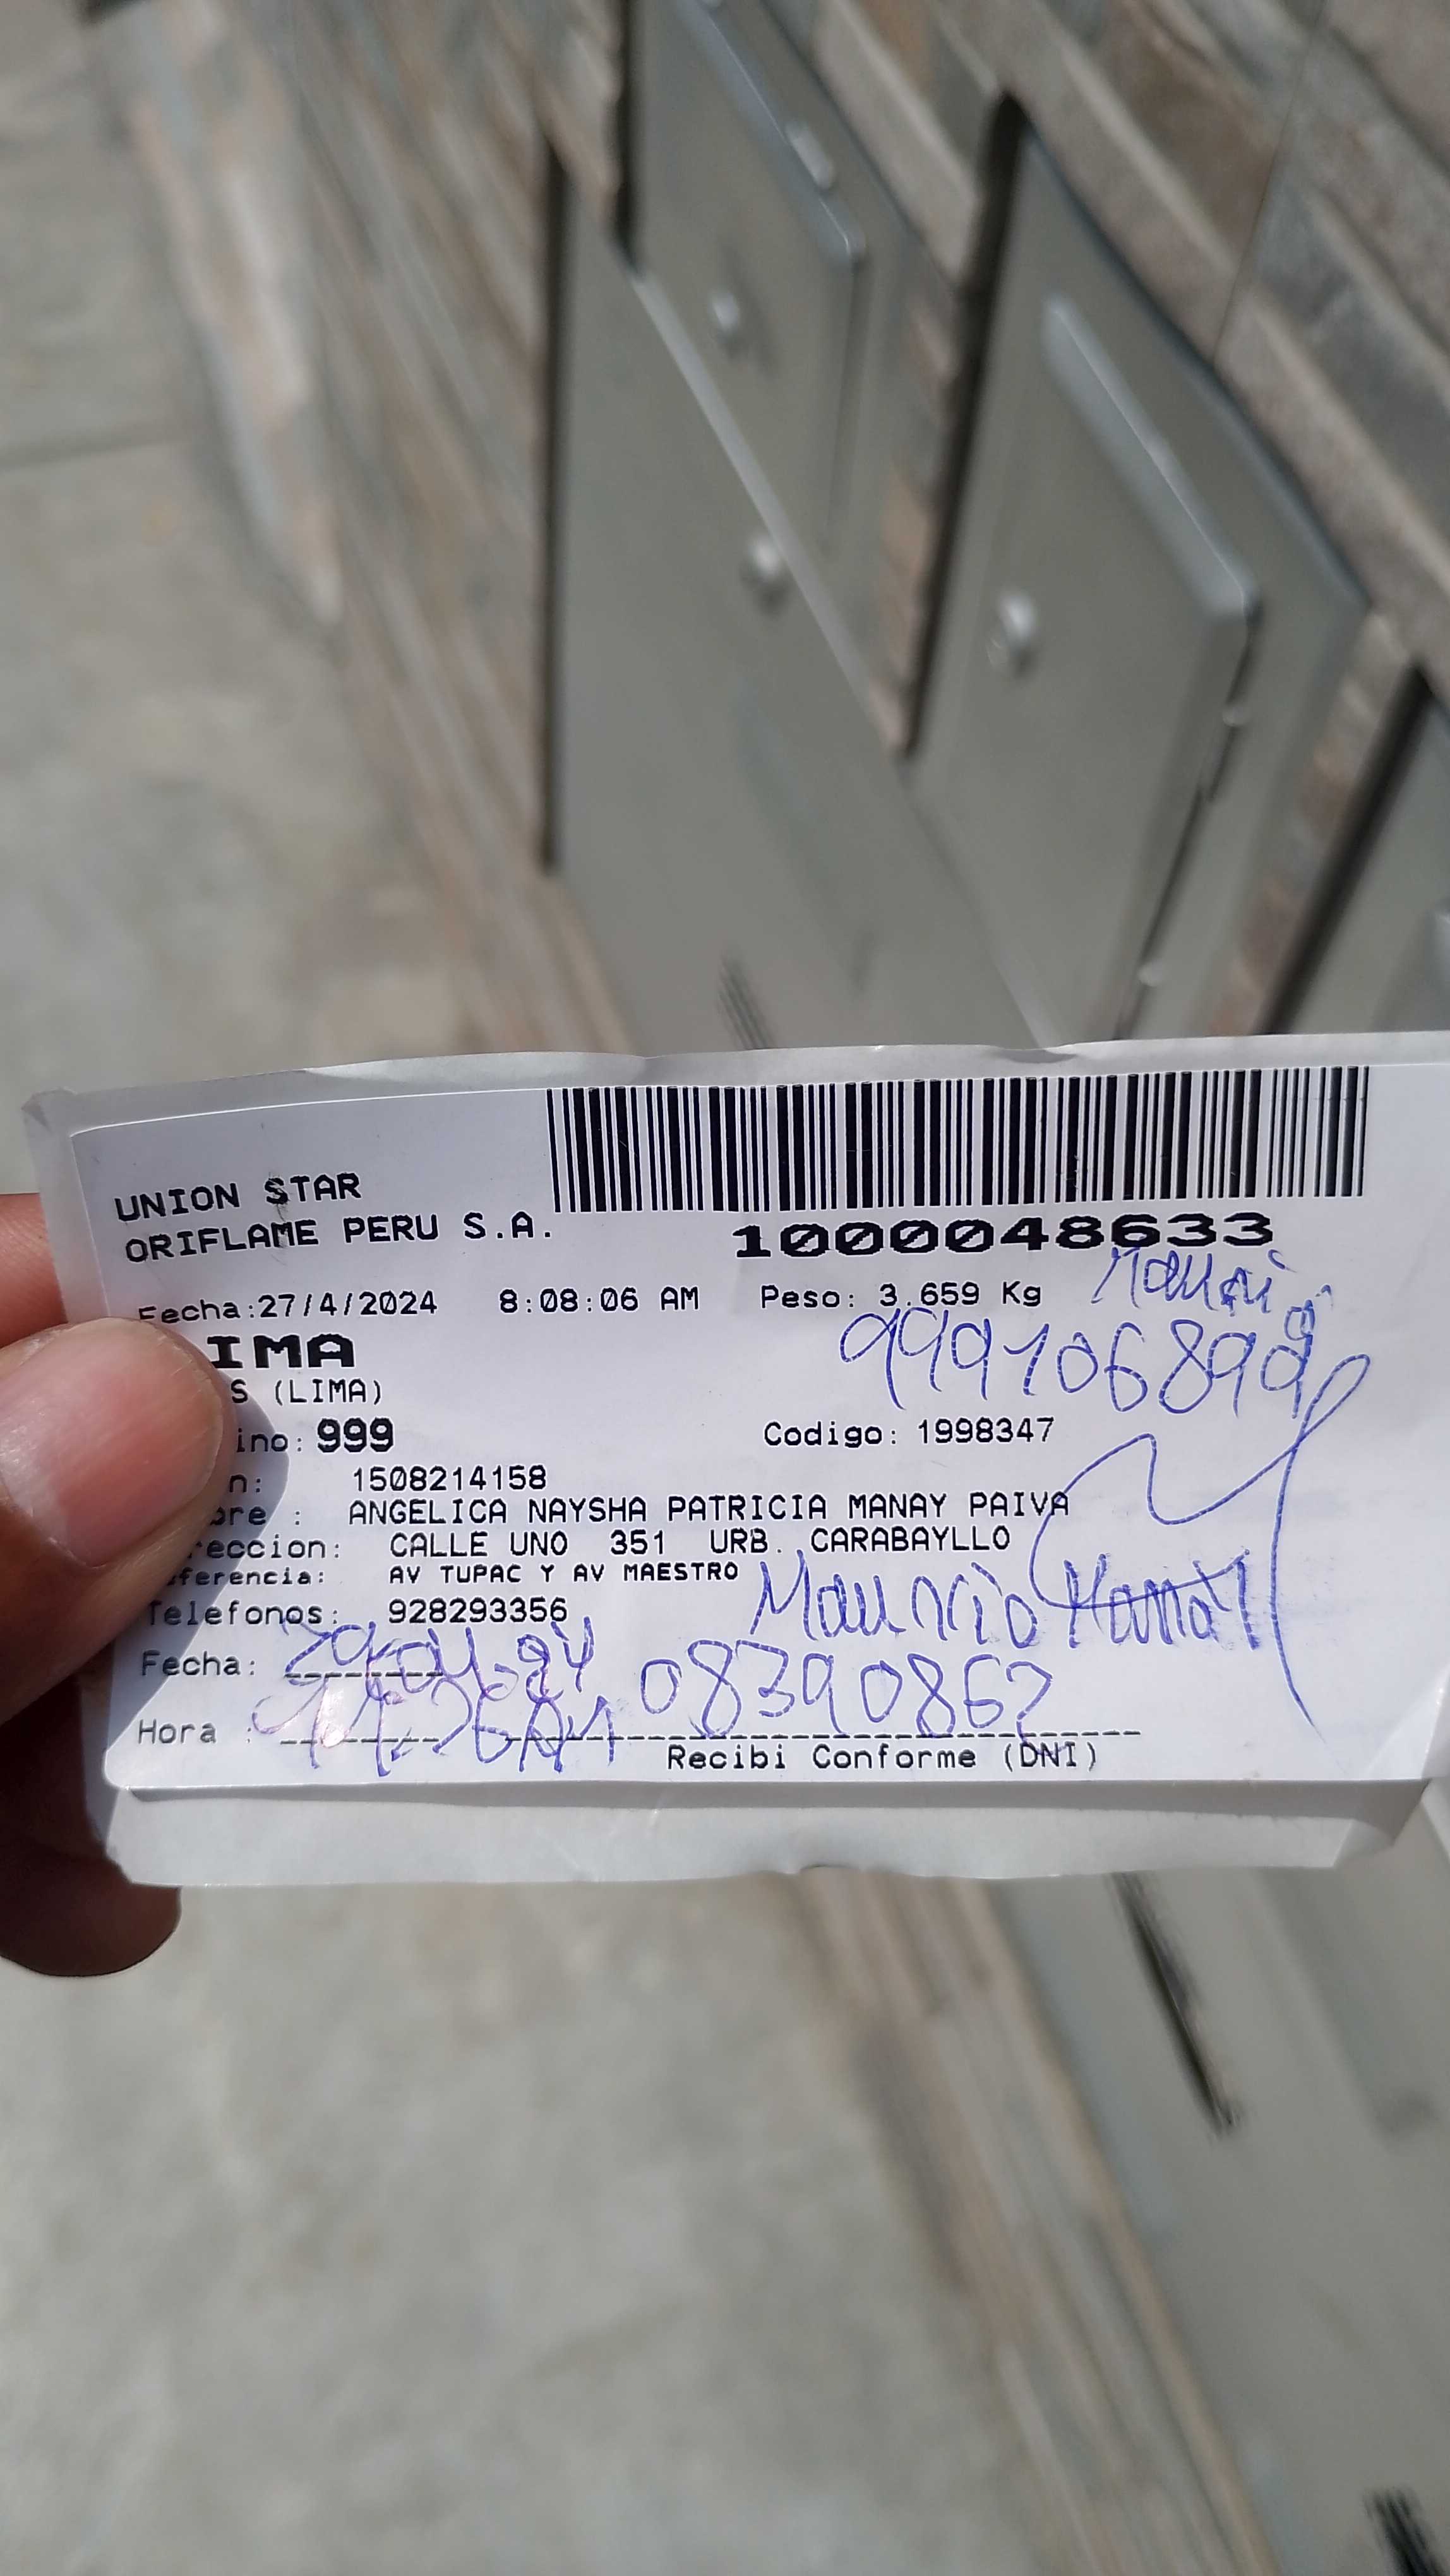 UNION STAR
ORIFLAME PERU S.A.
1000048633
Fecha:27/4/2024 8:08:06 AM Peso: 3.659 Kg
IMA
S (LIMA)
999106899
ino: 999 Codigo: 1998347
n: 1508214158
bre : ANGELICA NAYSHA PATRICIA MANAY PAIVA
reccion: CALLE UNO 351 URB. CARABAYLLO
ferencia: AV TUPAC Y AV MAESTRO
Telefonos: 928293356
Mauricio Manay
Fecha:
08390862
Hora :
Recibi Conforme (DNI)